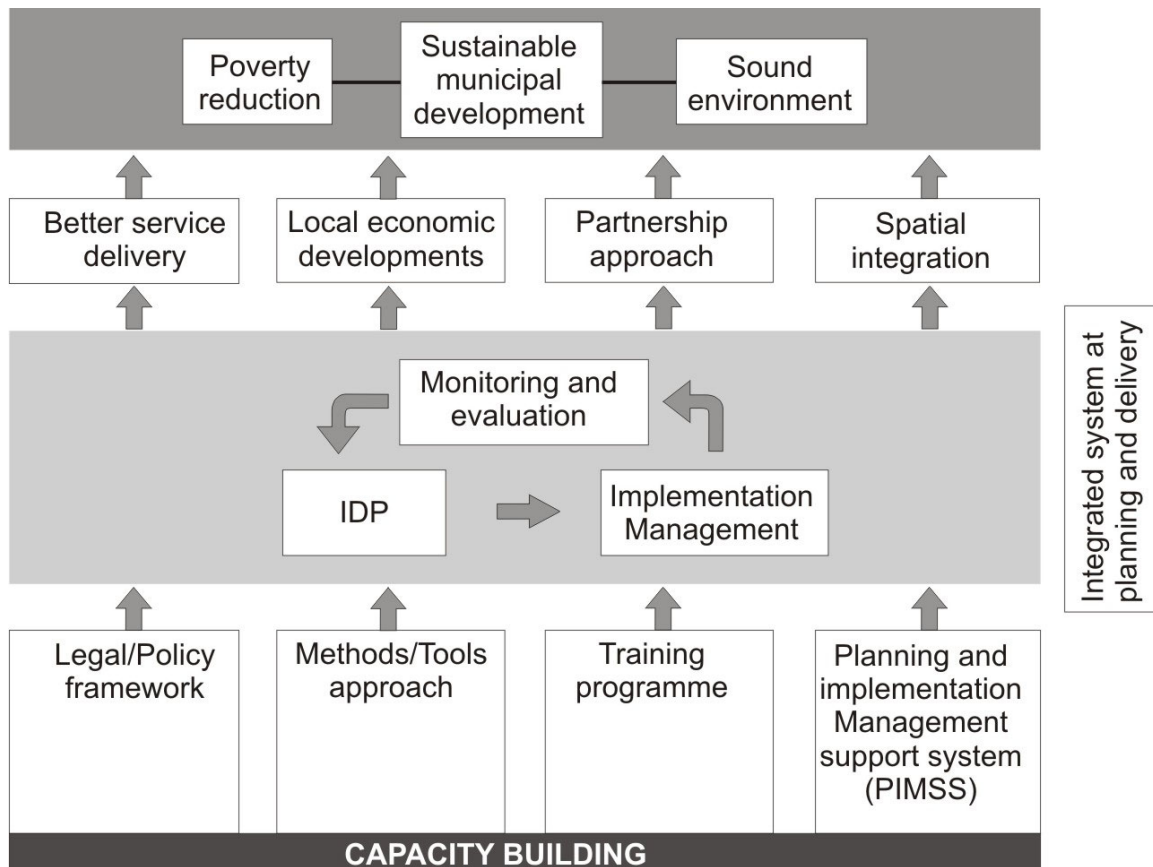 Poverty
reduction
Sustainable
municipal
development
Sound
environment
Better service
delivery
Local economic
developments
Partnership
approach
Spatial
integration
Monitoring and
evaluation
IDP
Implementation
Management
Integrated system at
planning and delivery
Legal/Policy
framework
Methods/Tools
approach
Training
programme
Planning and
implementation
Management
support system
(PIMSS)
CAPACITY BUILDING